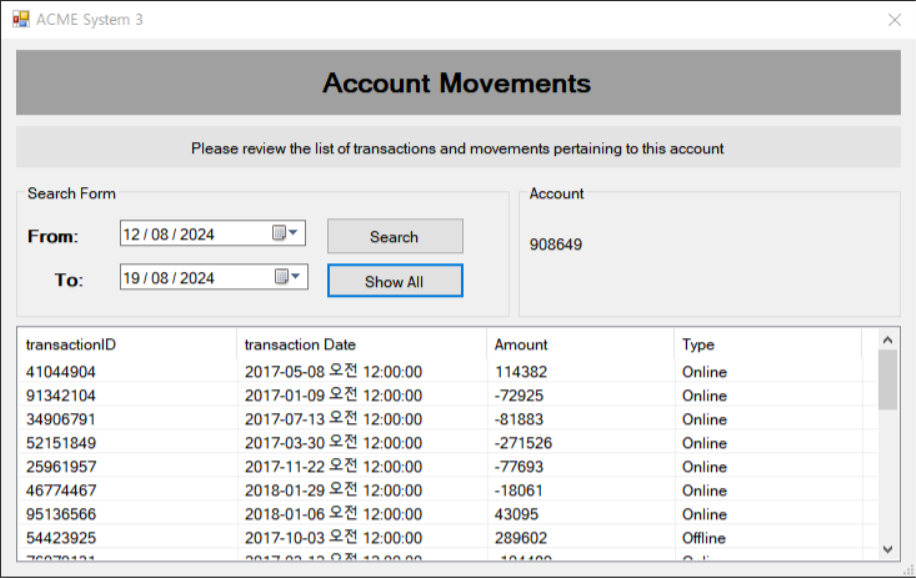 ACME System 3
Account Movements
Please review the list of transactions and movements pertaining to this account
Search Form
From: 12 / 08 / 2024 Search
To: 19 / 08 / 2024 Show All
Account
908649
transactionID transaction Date Amount Type
41044904 2017-05-08 오전 12:00:00 114382 Online
91342104 2017-01-09 오전 12:00:00 -72925 Online
34906791 2017-07-13 오전 12:00:00 -81883 Online
52151849 2017-03-30 오전 12:00:00 -271526 Online
25961957 2017-11-22 오전 12:00:00 -77693 Online
46774467 2018-01-29 오전 12:00:00 -18061 Online
95136566 2018-01-06 오전 12:00:00 43095 Online
54423925 2017-10-03 오전 12:00:00 289602 Offline